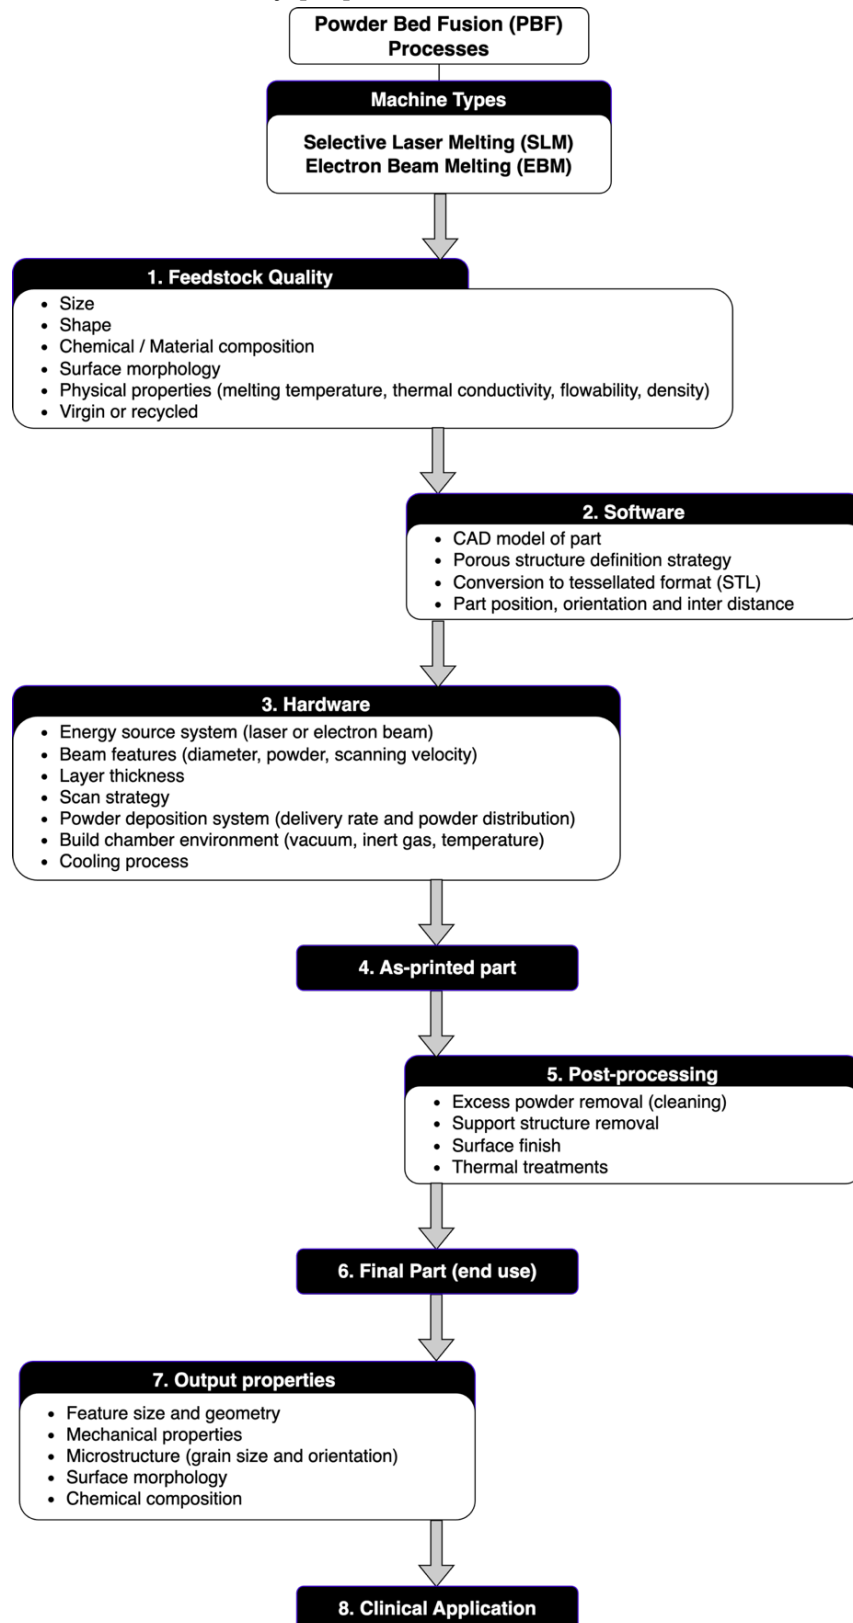 Powder Bed Fusion (PBF)
Processes
Machine Types
Selective Laser Melting (SLM)
Electron Beam Melting (EBM)
1. Feedstock Quality
• Size
• Shape
• Chemical / Material composition
• Surface morphology
• Physical properties (melting temperature, thermal conductivity, flowability, density)
• Virgin or recycled
2. Software
• CAD model of part
• Porous structure definition strategy
• Conversion to tessellated format (STL)
• Part position, orientation and inter distance
3. Hardware
• Energy source system (laser or electron beam)
• Beam features (diameter, powder, scanning velocity)
• Layer thickness
• Scan strategy
• Powder deposition system (delivery rate and powder distribution)
• Build chamber environment (vacuum, inert gas, temperature)
• Cooling process
4. As-printed part
5. Post-processing
• Excess powder removal (cleaning)
• Support structure removal
• Surface finish
• Thermal treatments
6. Final Part (end use)
7. Output properties
• Feature size and geometry
• Mechanical properties
• Microstructure (grain size and orientation)
• Surface morphology
• Chemical composition
8. Clinical Application